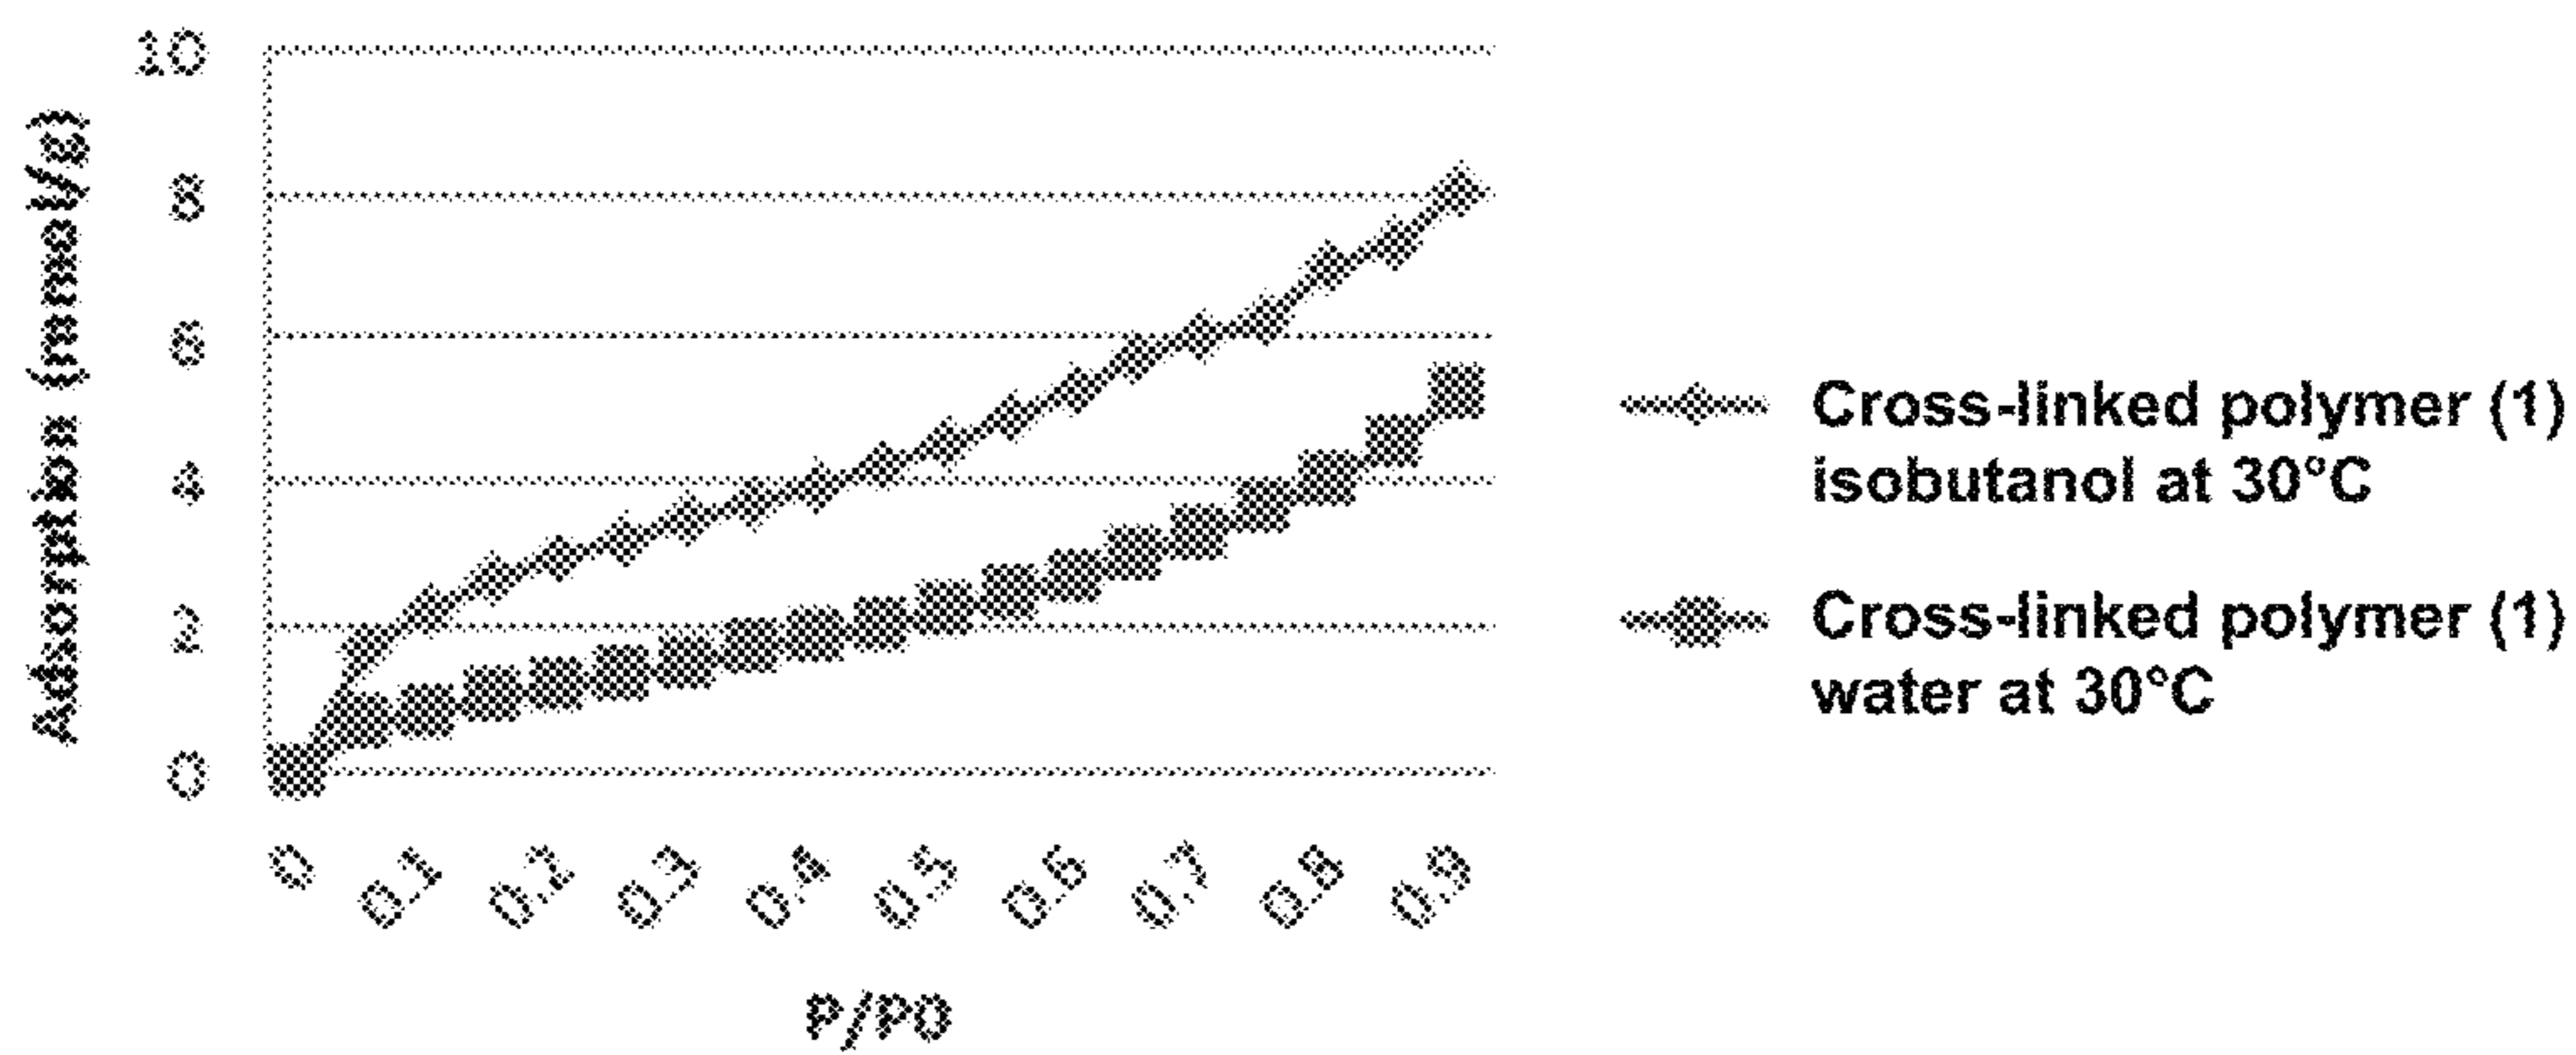 10
8
6
4
2
0
Adsorption (mmol/g)
0 0.1 0.2 0.3 0.4 0.5 0.6 0.7 0.8 0.9
P/P0
Cross-linked polymer (1)
isobutanol at 30°C
Cross-linked polymer (1)
water at 30°C